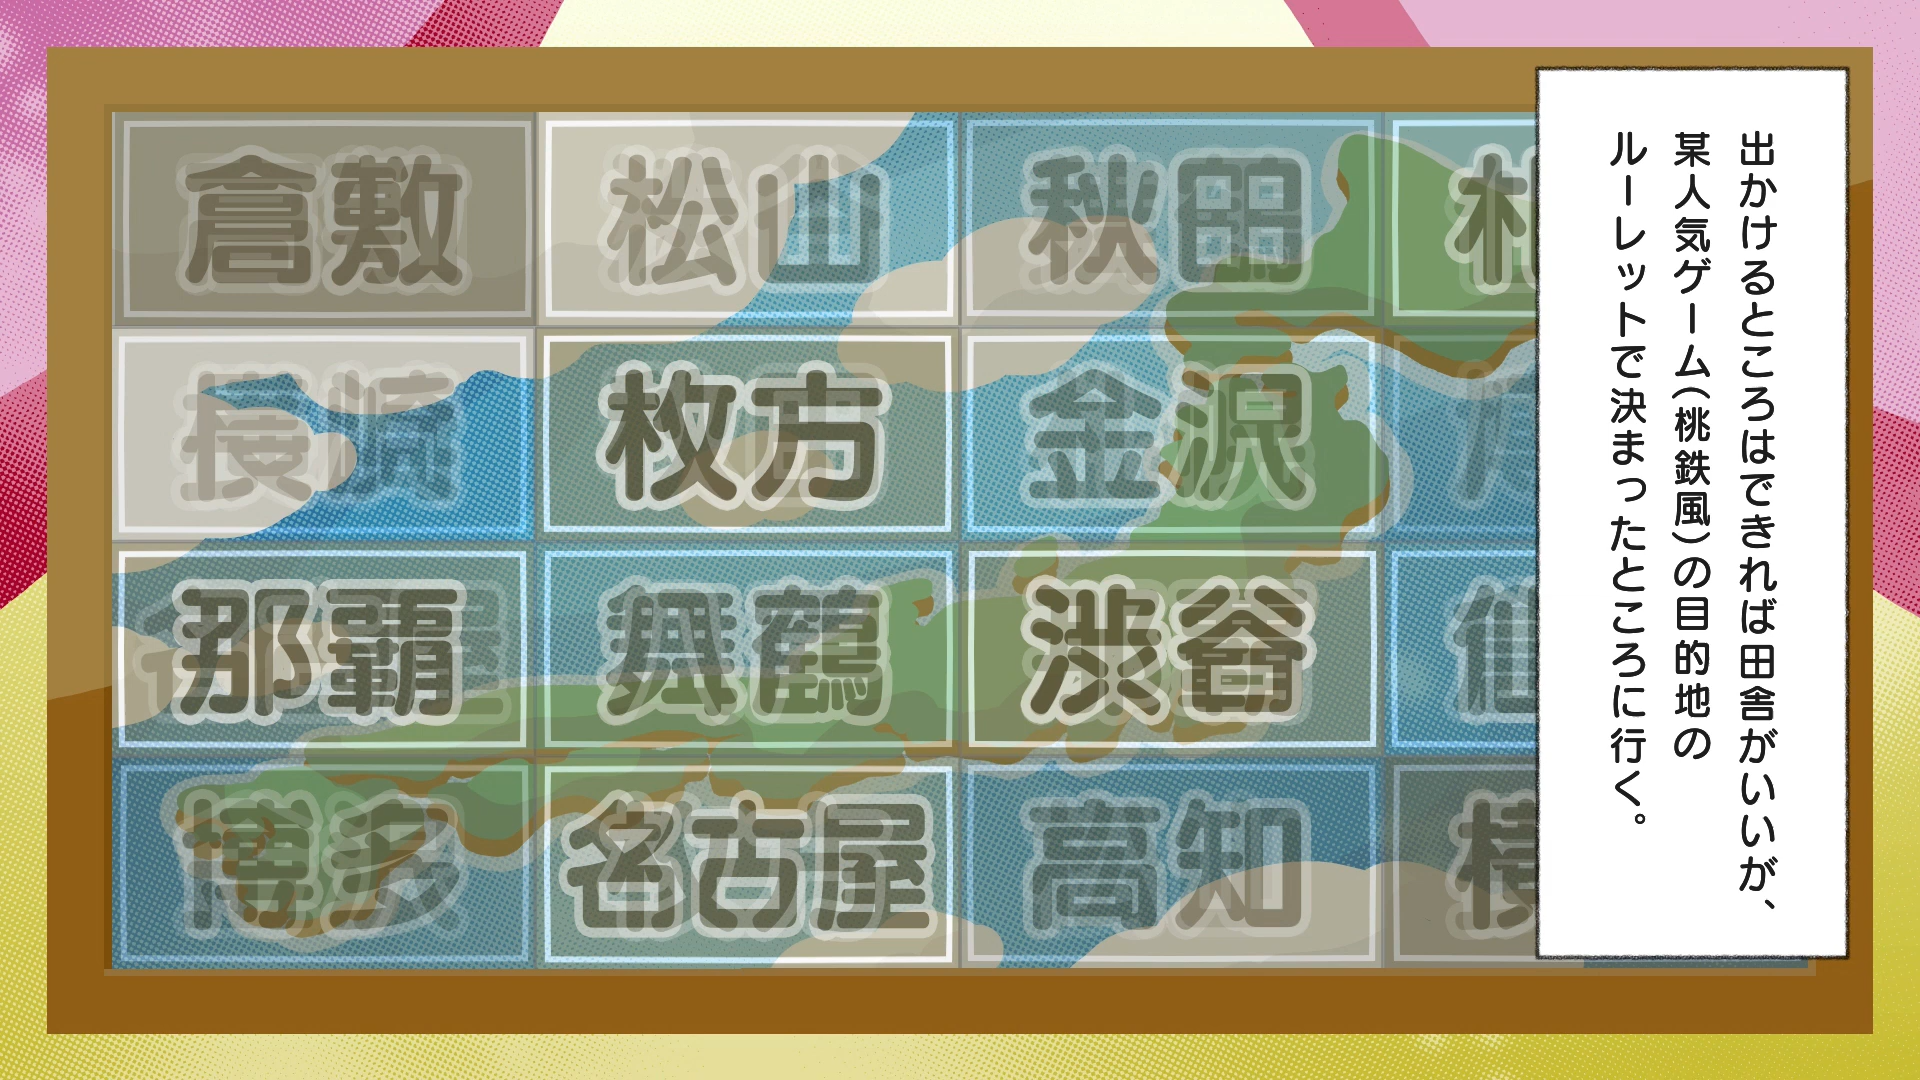 出かけるところはできれば田舎がいいが、
某人気ゲーム(桃鉄風)の目的地の
ルーレットで決まったところに行く。
倉敷
松山
秋田
枚方
金沢
那覇
舞鶴
渋谷
博多
名古屋
高知